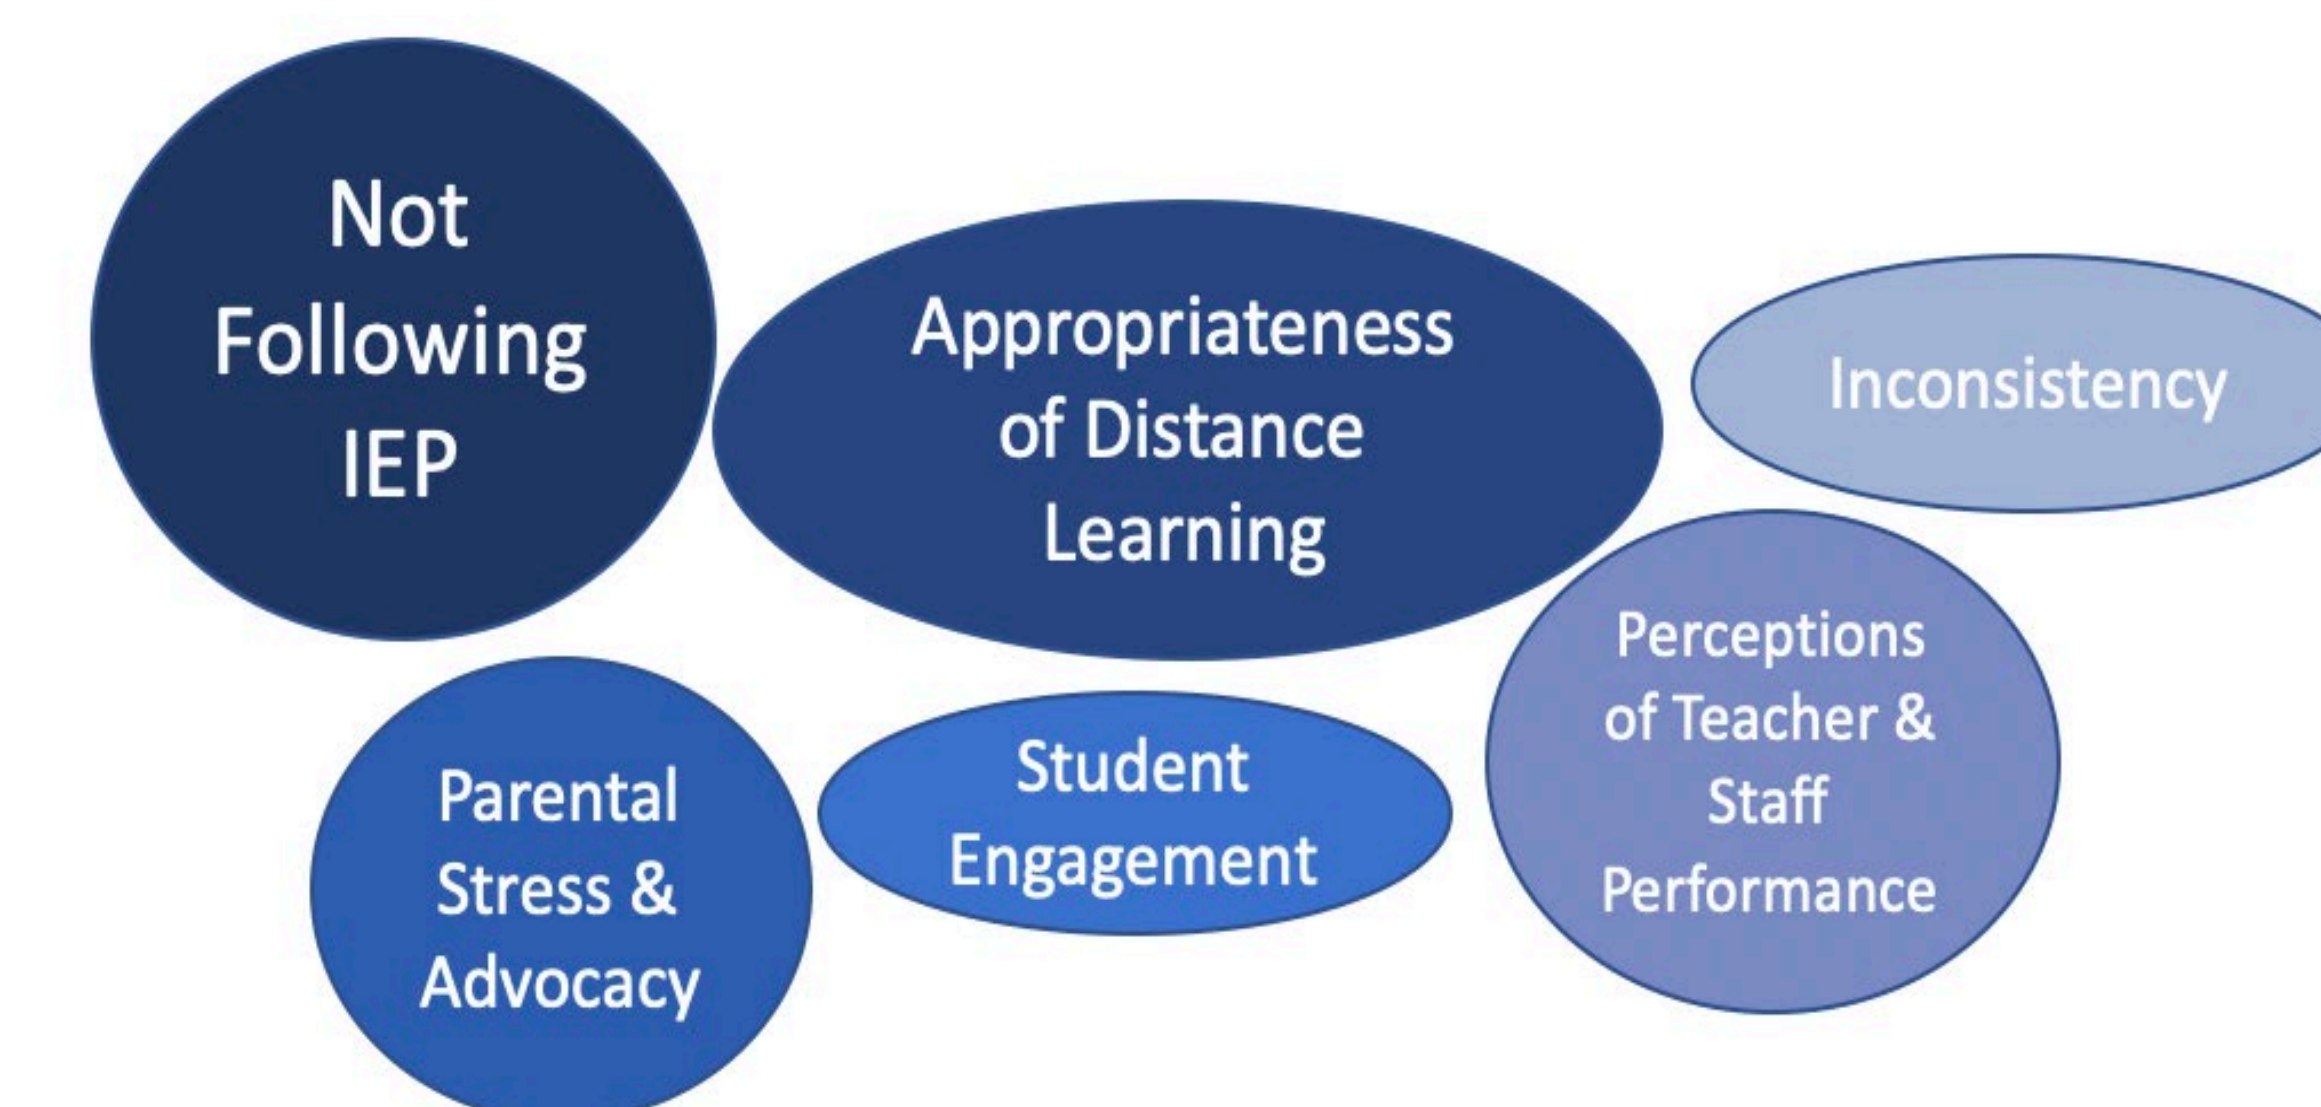 Not
Following
IEP
Appropriateness
of Distance
Learning
Inconsistency
Parental
Stress &
Advocacy
Student
Engagement
Perceptions
of Teacher &
Staff
Performance